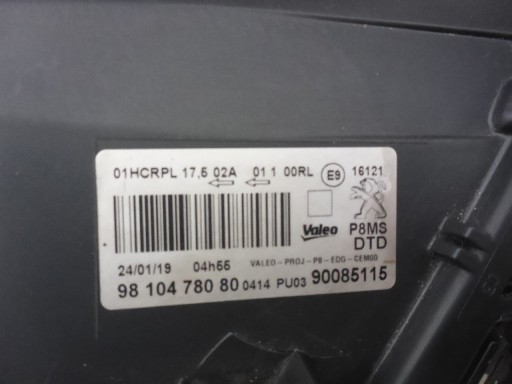 01HCRPL 17,5 02A 01 1 00RL E9 16121
Valeo P8MS
DTD
24/01/19 04h55 VALEO-PROJ-P8-EDG-CEM00
98 104 780 80 0414 PU03 90085115